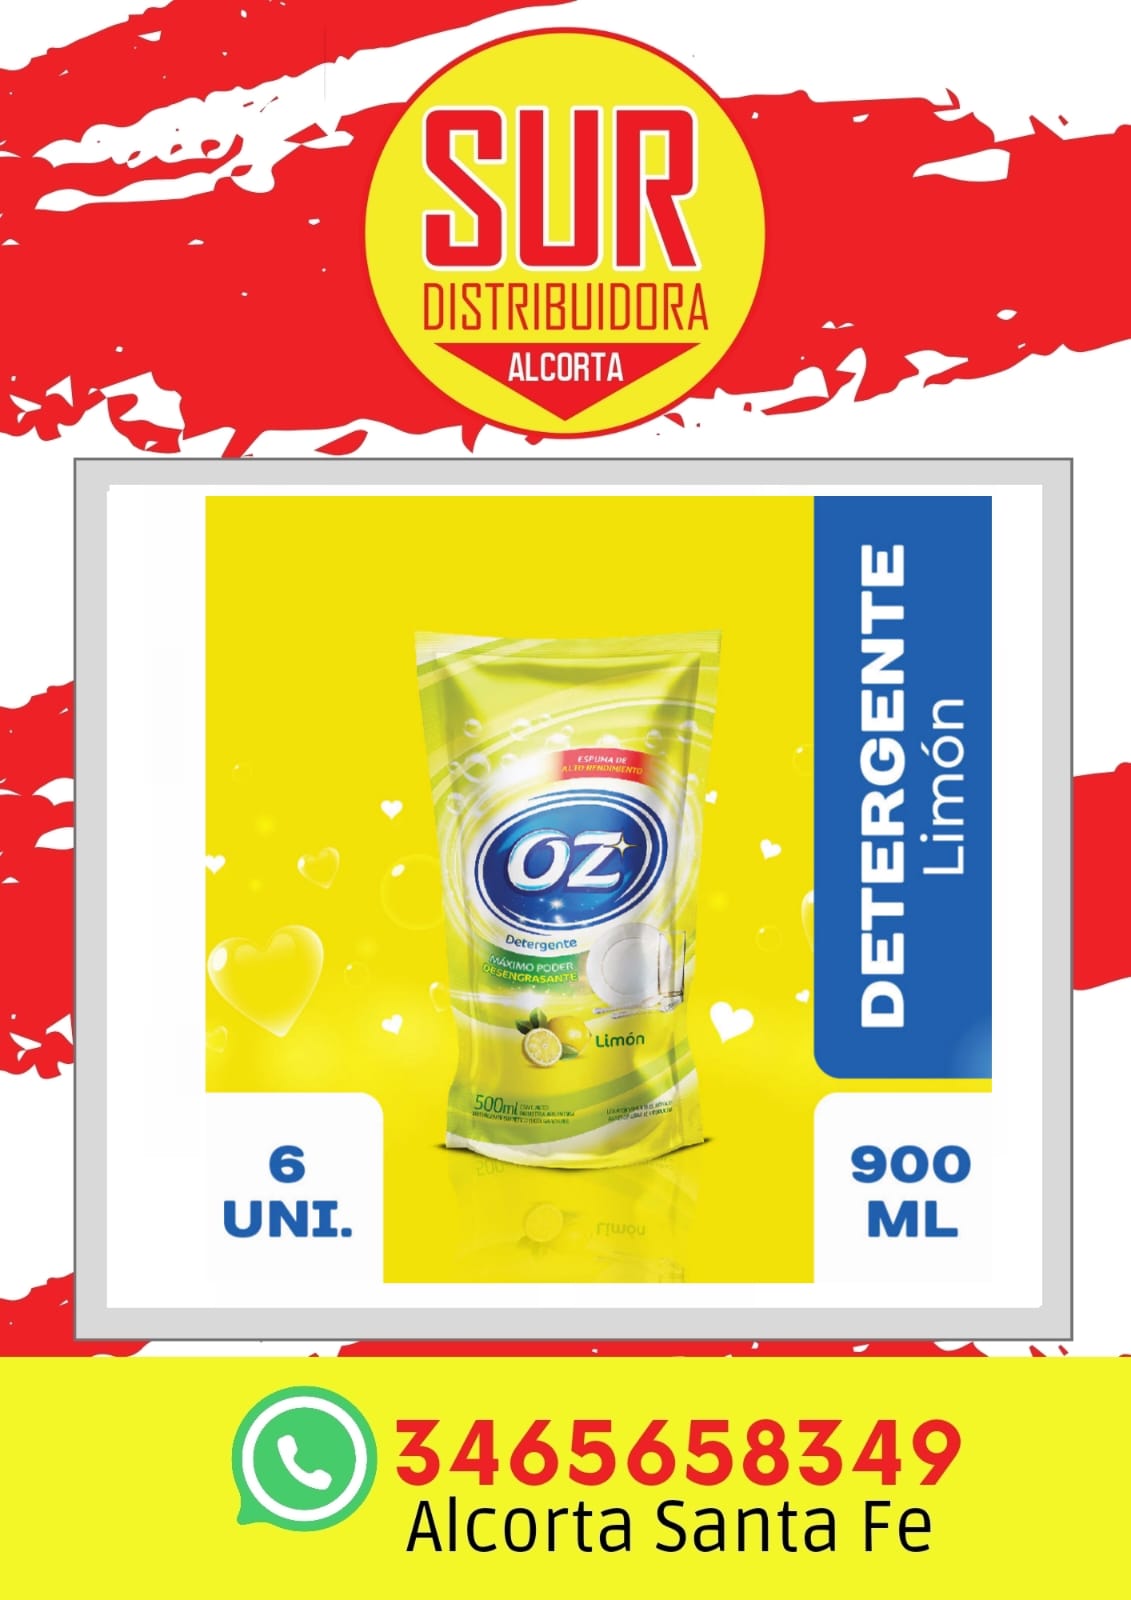 SUR
DISTRIBUIDORA
ALCORTA
DETERGENTE
Limón
ESPUMA DE
ALTO RENDIMIENTO
OZ
Detergente
MÁXIMO PODER
DESENGRASANTE
Limón
500ml
6
UNI.
900
ML
3465658349
Alcorta Santa Fe